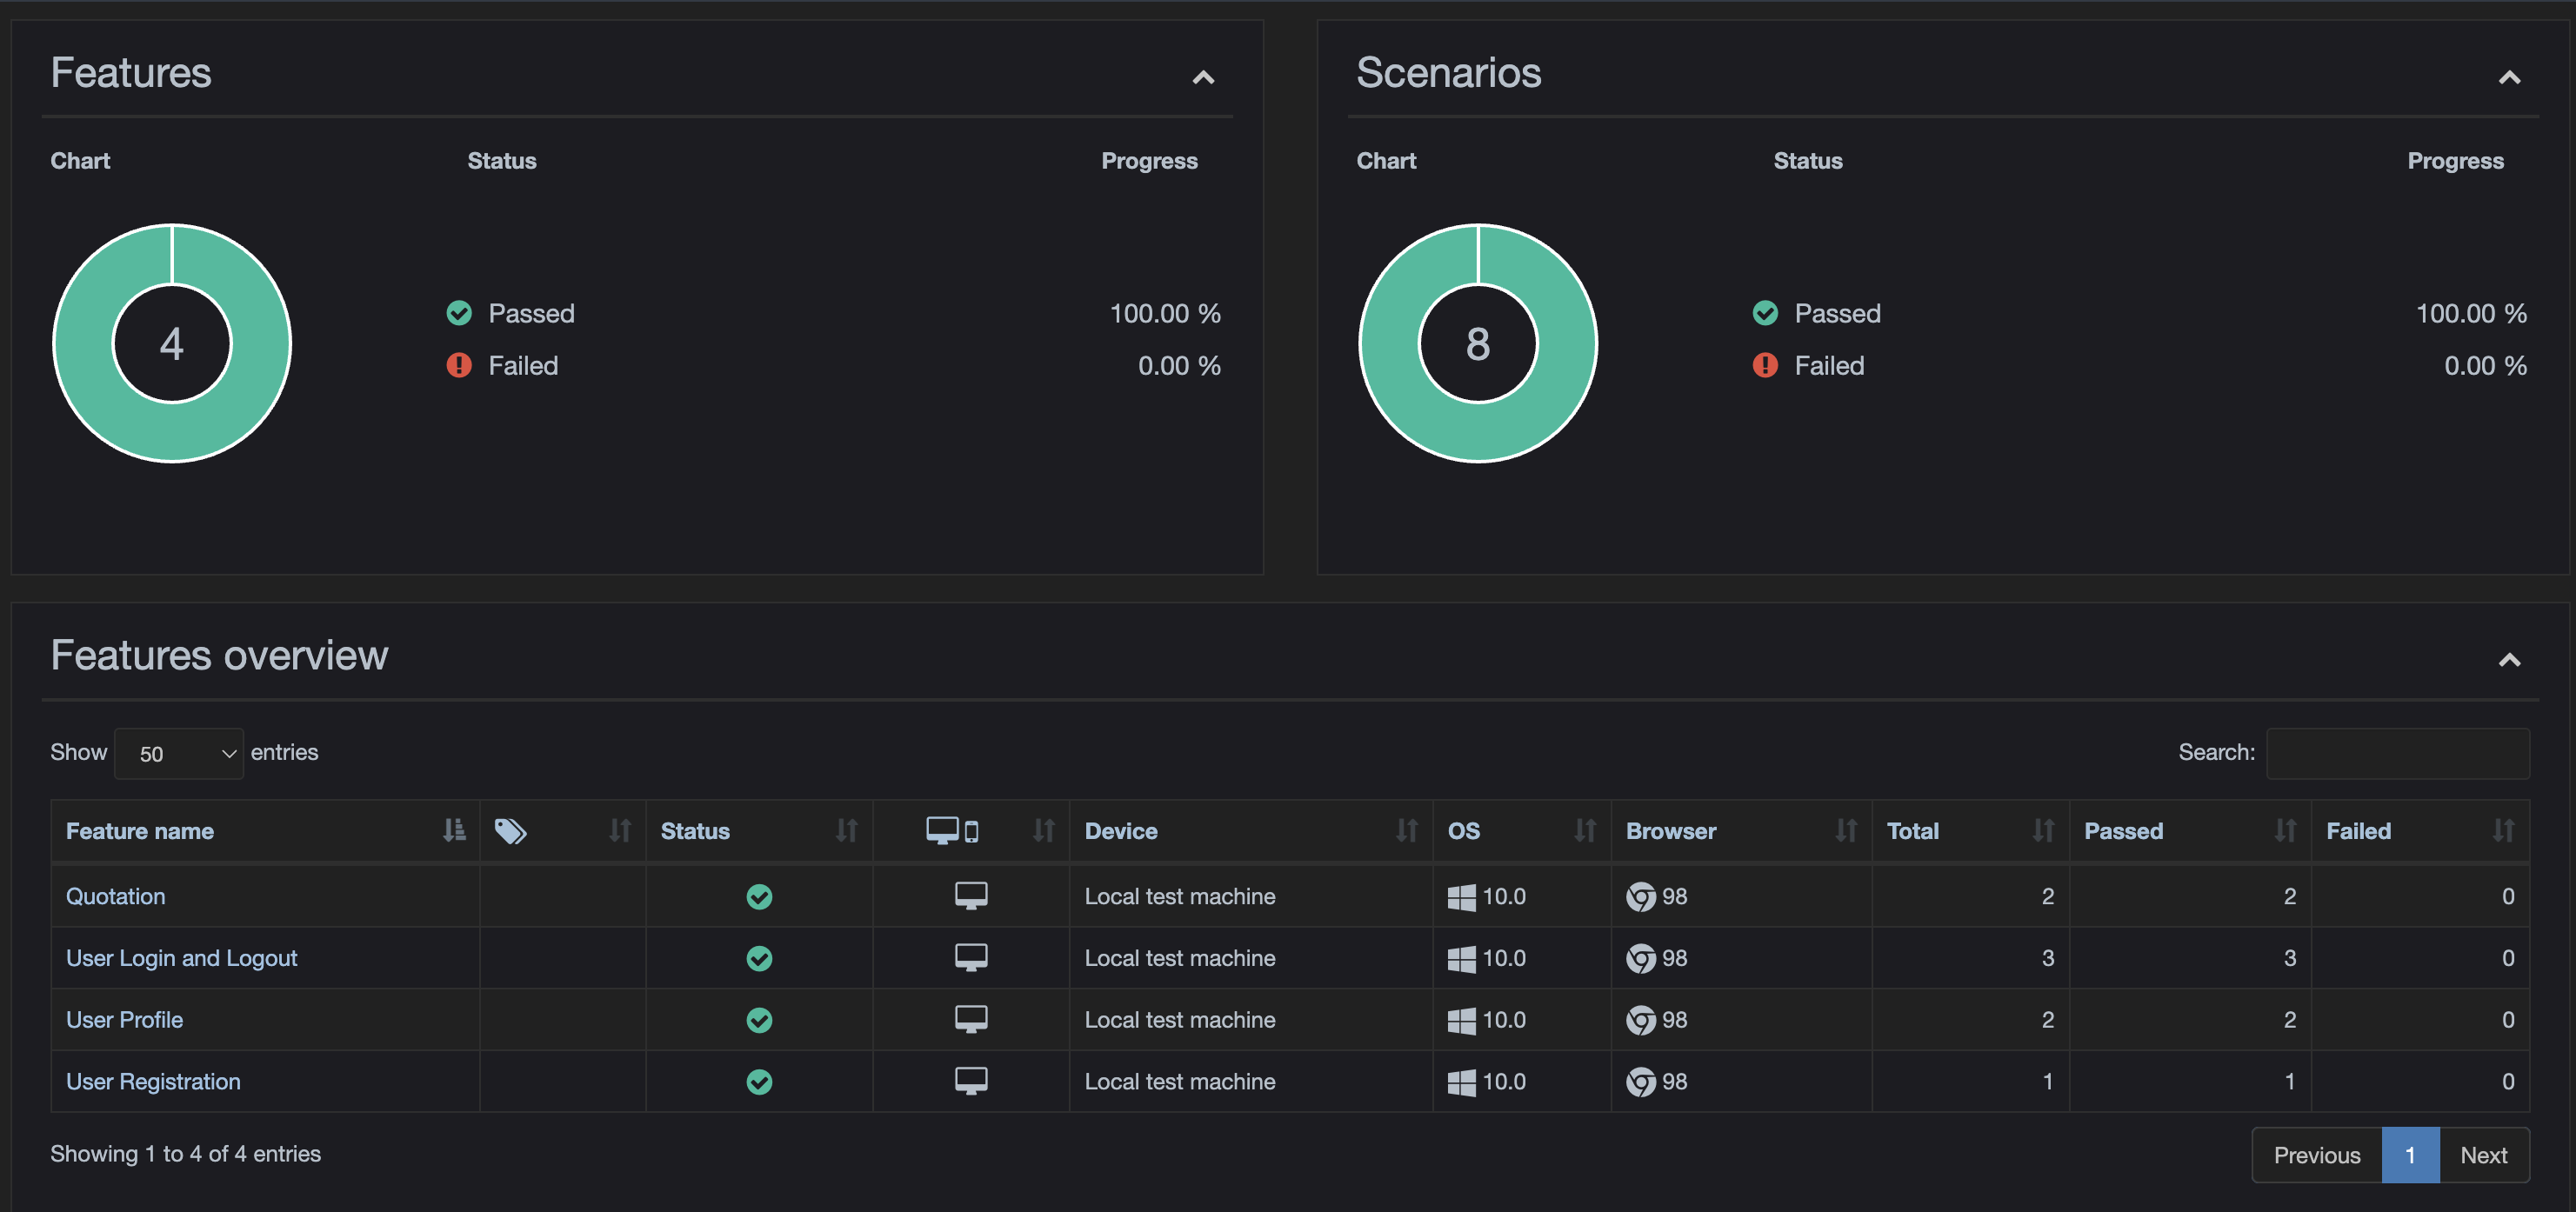 Features
Chart Status Progress
4
Passed 100.00 %
Failed 0.00 %
Scenarios
Chart Status Progress
8
Passed 100.00 %
Failed 0.00 %
Features overview
Show 50 entries
Search:
Feature name Status Device OS Browser Total Passed Failed
Quotation Local test machine 10.0 98 2 2 0
User Login and Logout Local test machine 10.0 98 3 3 0
User Profile Local test machine 10.0 98 2 2 0
User Registration Local test machine 10.0 98 1 1 0
Showing 1 to 4 of 4 entries
Previous 1 Next